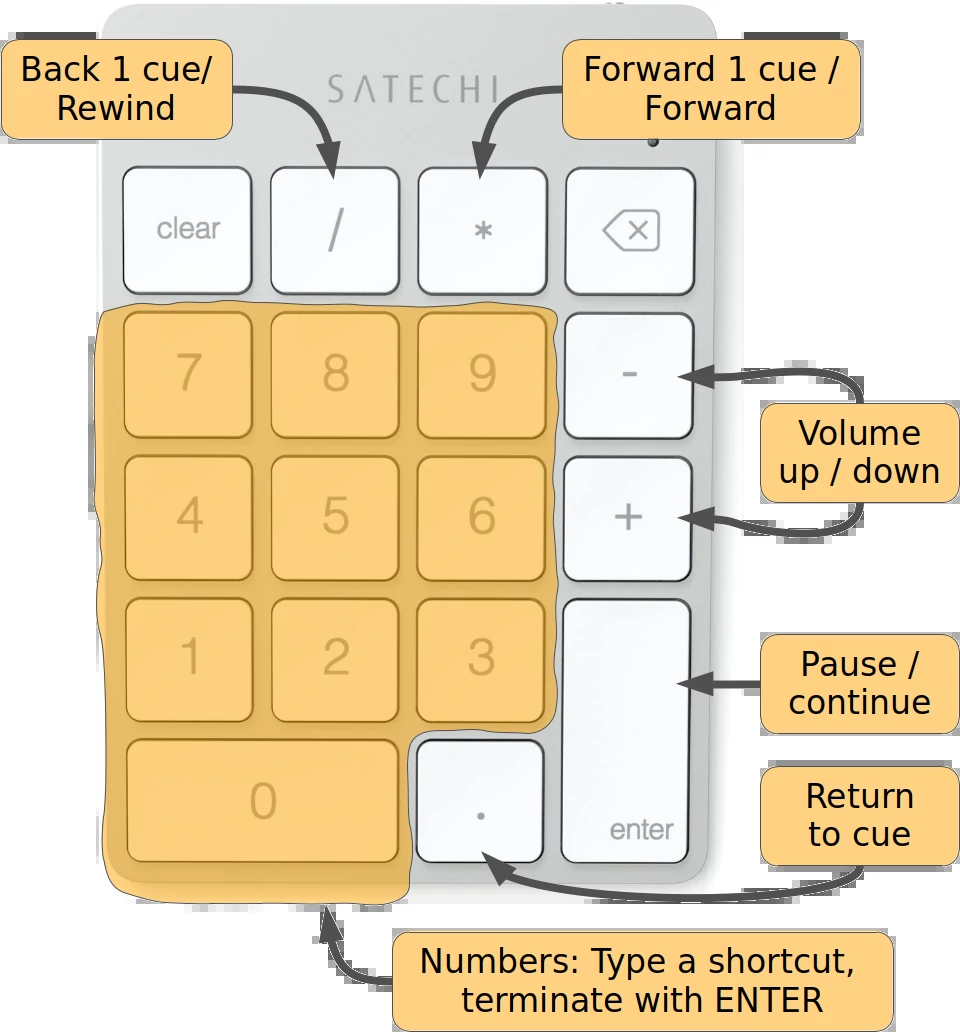 Back 1 cue/
Rewind
SATECHI
Forward 1 cue /
Forward
clear
/
*
7
8
9
-
Volume
up / down
4
5
6
+
1
2
3
Pause /
continue
0
.
enter
Return
to cue
Numbers: Type a shortcut,
terminate with ENTER